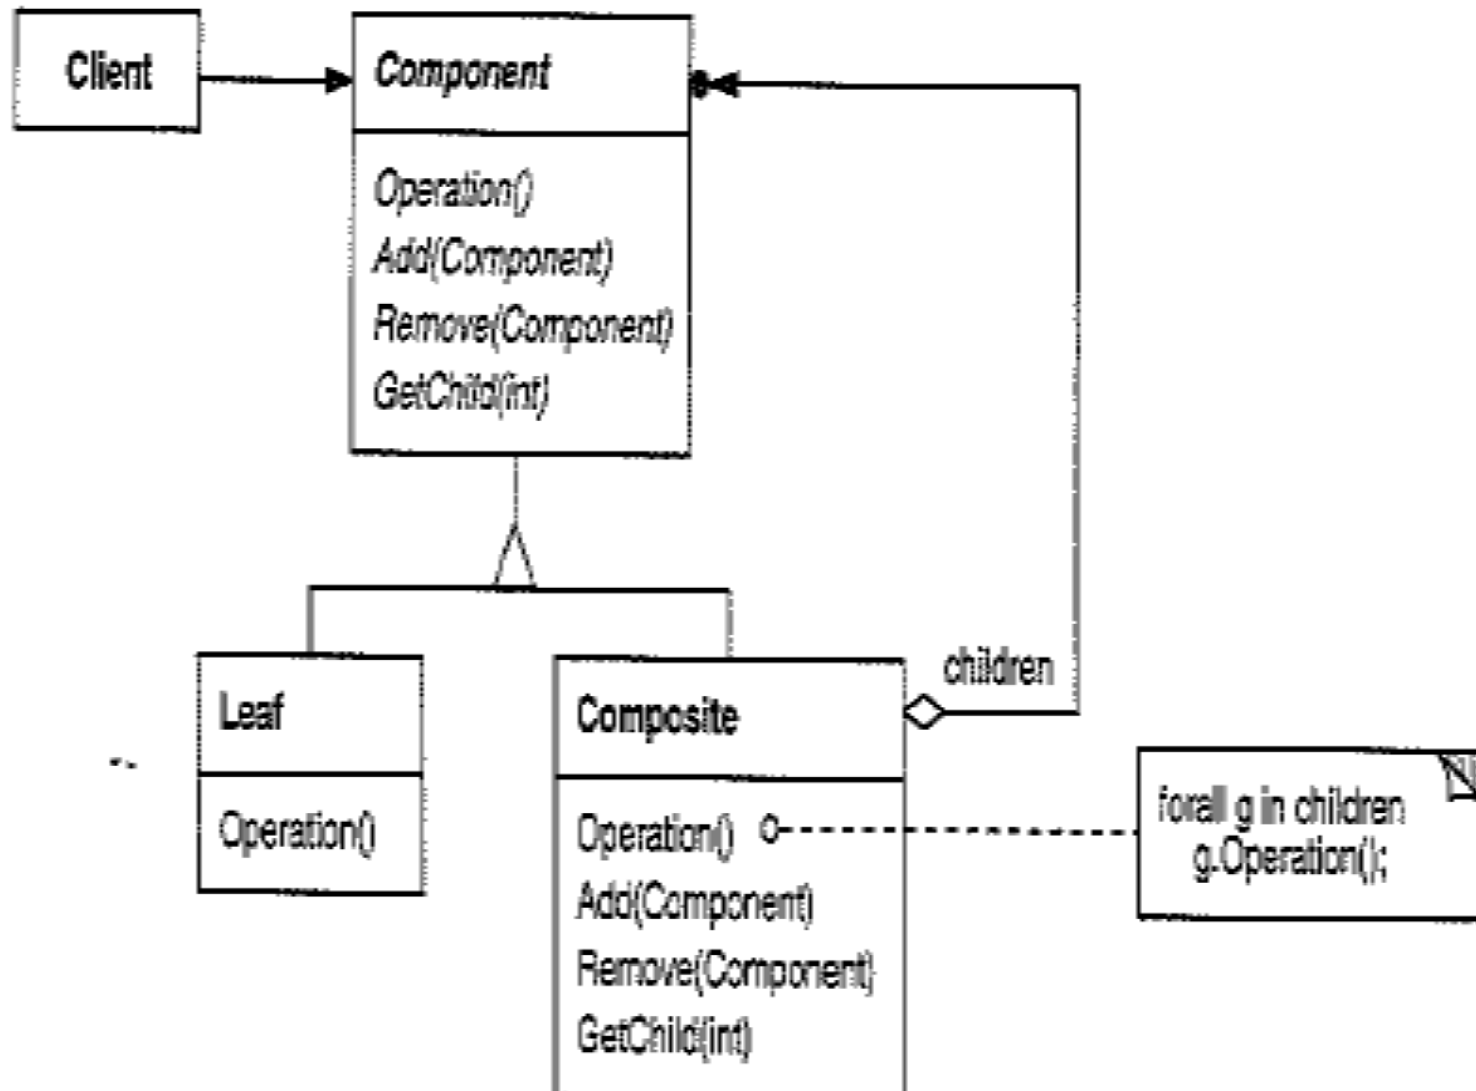 Client
Component
Operation()
Add(Component)
Remove(Component)
GetChild(int)
Leaf
Operation()
Composite
Operation()
Add(Component)
Remove(Component)
GetChild(int)
children
forall g in children
g.Operation();